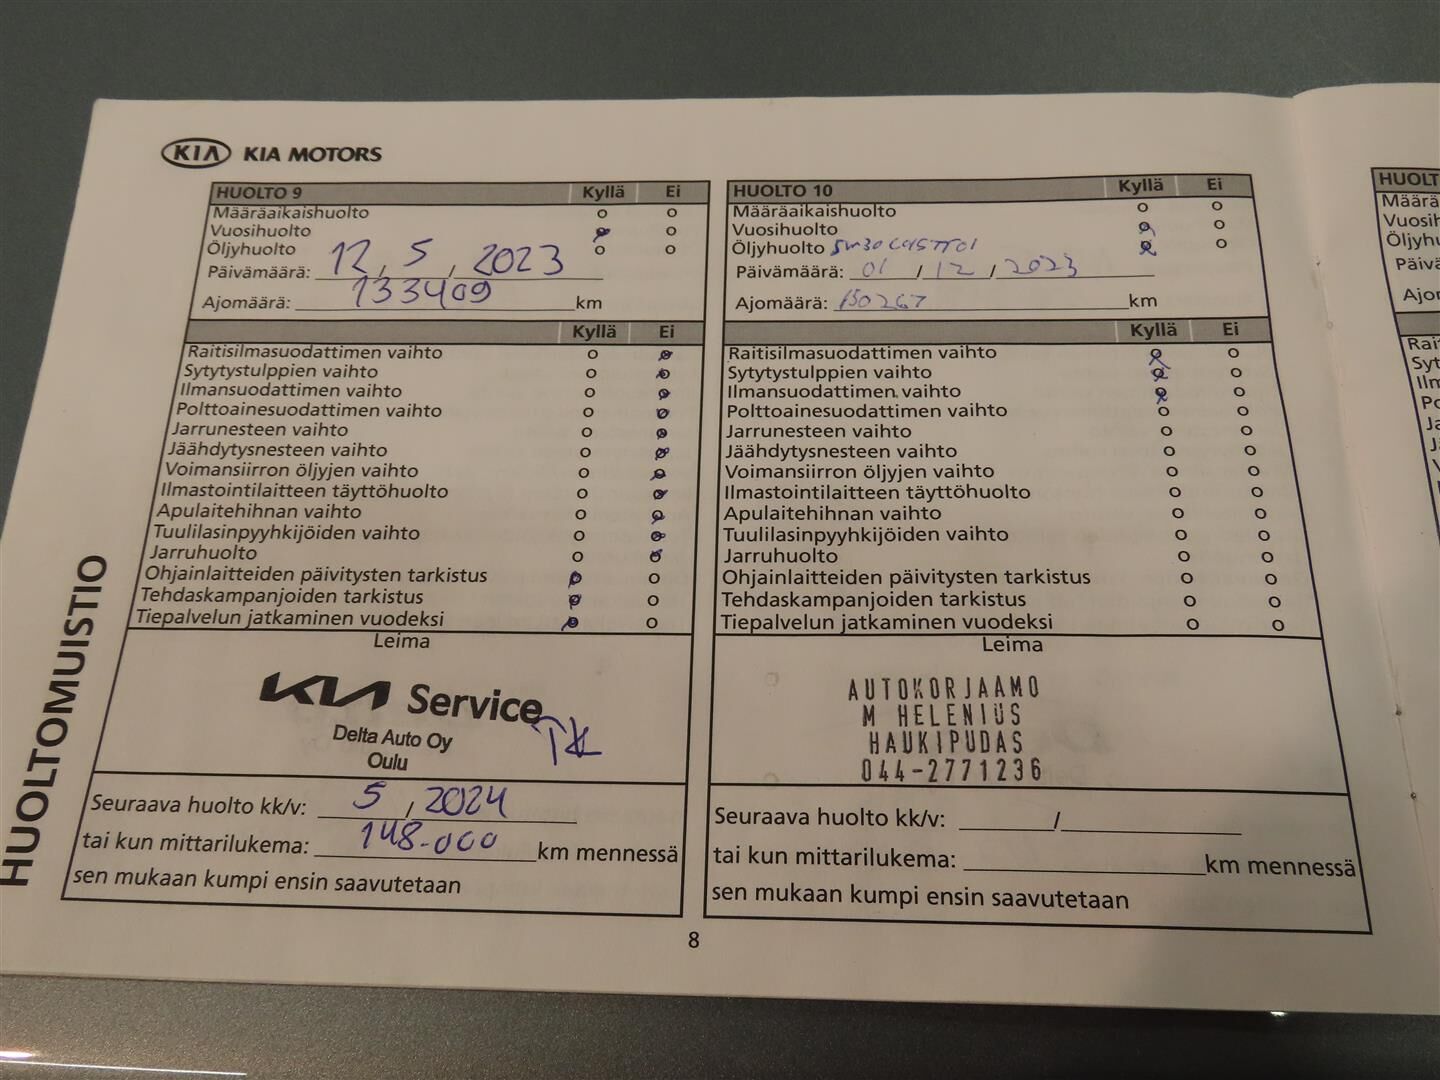 KIA KIA MOTORS
HUOLTO 9 Kyllä Ei
Määräaikaishuolto
Vuosihuolto
Öljyhuolto
Päivämäärä: 12, 5, 2023
Ajomäärä: 133409 km
Kyllä Ei
Raitisilmasuodattimen vaihto
Sytytystulppien vaihto
Ilmansuodattimen vaihto
Polttoainesuodattimen vaihto
Jarrunesteen vaihto
Jäähdytysnesteen vaihto
Voimansiirron öljyjen vaihto
Ilmastointilaitteen täyttöhuolto
Apulaitehihnan vaihto
Tuulilasinpyyhkijöiden vaihto
Jarruhuolto
Ohjainlaitteiden päivitysten tarkistus
Tehdaskampanjoiden tarkistus
Tiepalvelun jatkaminen vuodeksi
Leima
KIA Service
Delta Auto Oy
Oulu
Seuraava huolto kk/v: 5 / 2024
tai kun mittarilukema: 148.000 km mennessä
sen mukaan kumpi ensin saavutetaan
HUOLTO 10 Kyllä Ei
Määräaikaishuolto
Vuosihuolto
Öljyhuolto
Päivämäärä: 01 / 12 / 2023
Ajomäärä: 150267 km
Kyllä Ei
Raitisilmasuodattimen vaihto
Sytytystulppien vaihto
Ilmansuodattimen vaihto
Polttoainesuodattimen vaihto
Jarrunesteen vaihto
Jäähdytysnesteen vaihto
Voimansiirron öljyjen vaihto
Ilmastointilaitteen täyttöhuolto
Apulaitehihnan vaihto
Tuulilasinpyyhkijöiden vaihto
Jarruhuolto
Ohjainlaitteiden päivitysten tarkistus
Tehdaskampanjoiden tarkistus
Tiepalvelun jatkaminen vuodeksi
Leima
AUTOKORJAAMO
M HELENIUS
HAUKIPUDAS
044-2771236
Seuraava huolto kk/v: /
tai kun mittarilukema: km mennessä
sen mukaan kumpi ensin saavutetaan
8
HUOLTOMUISTIO